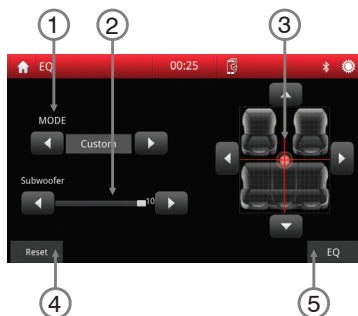 1 2 3
EQ 00:25
MODE
Custom
Subwoofer
10
Reset EQ
4 5